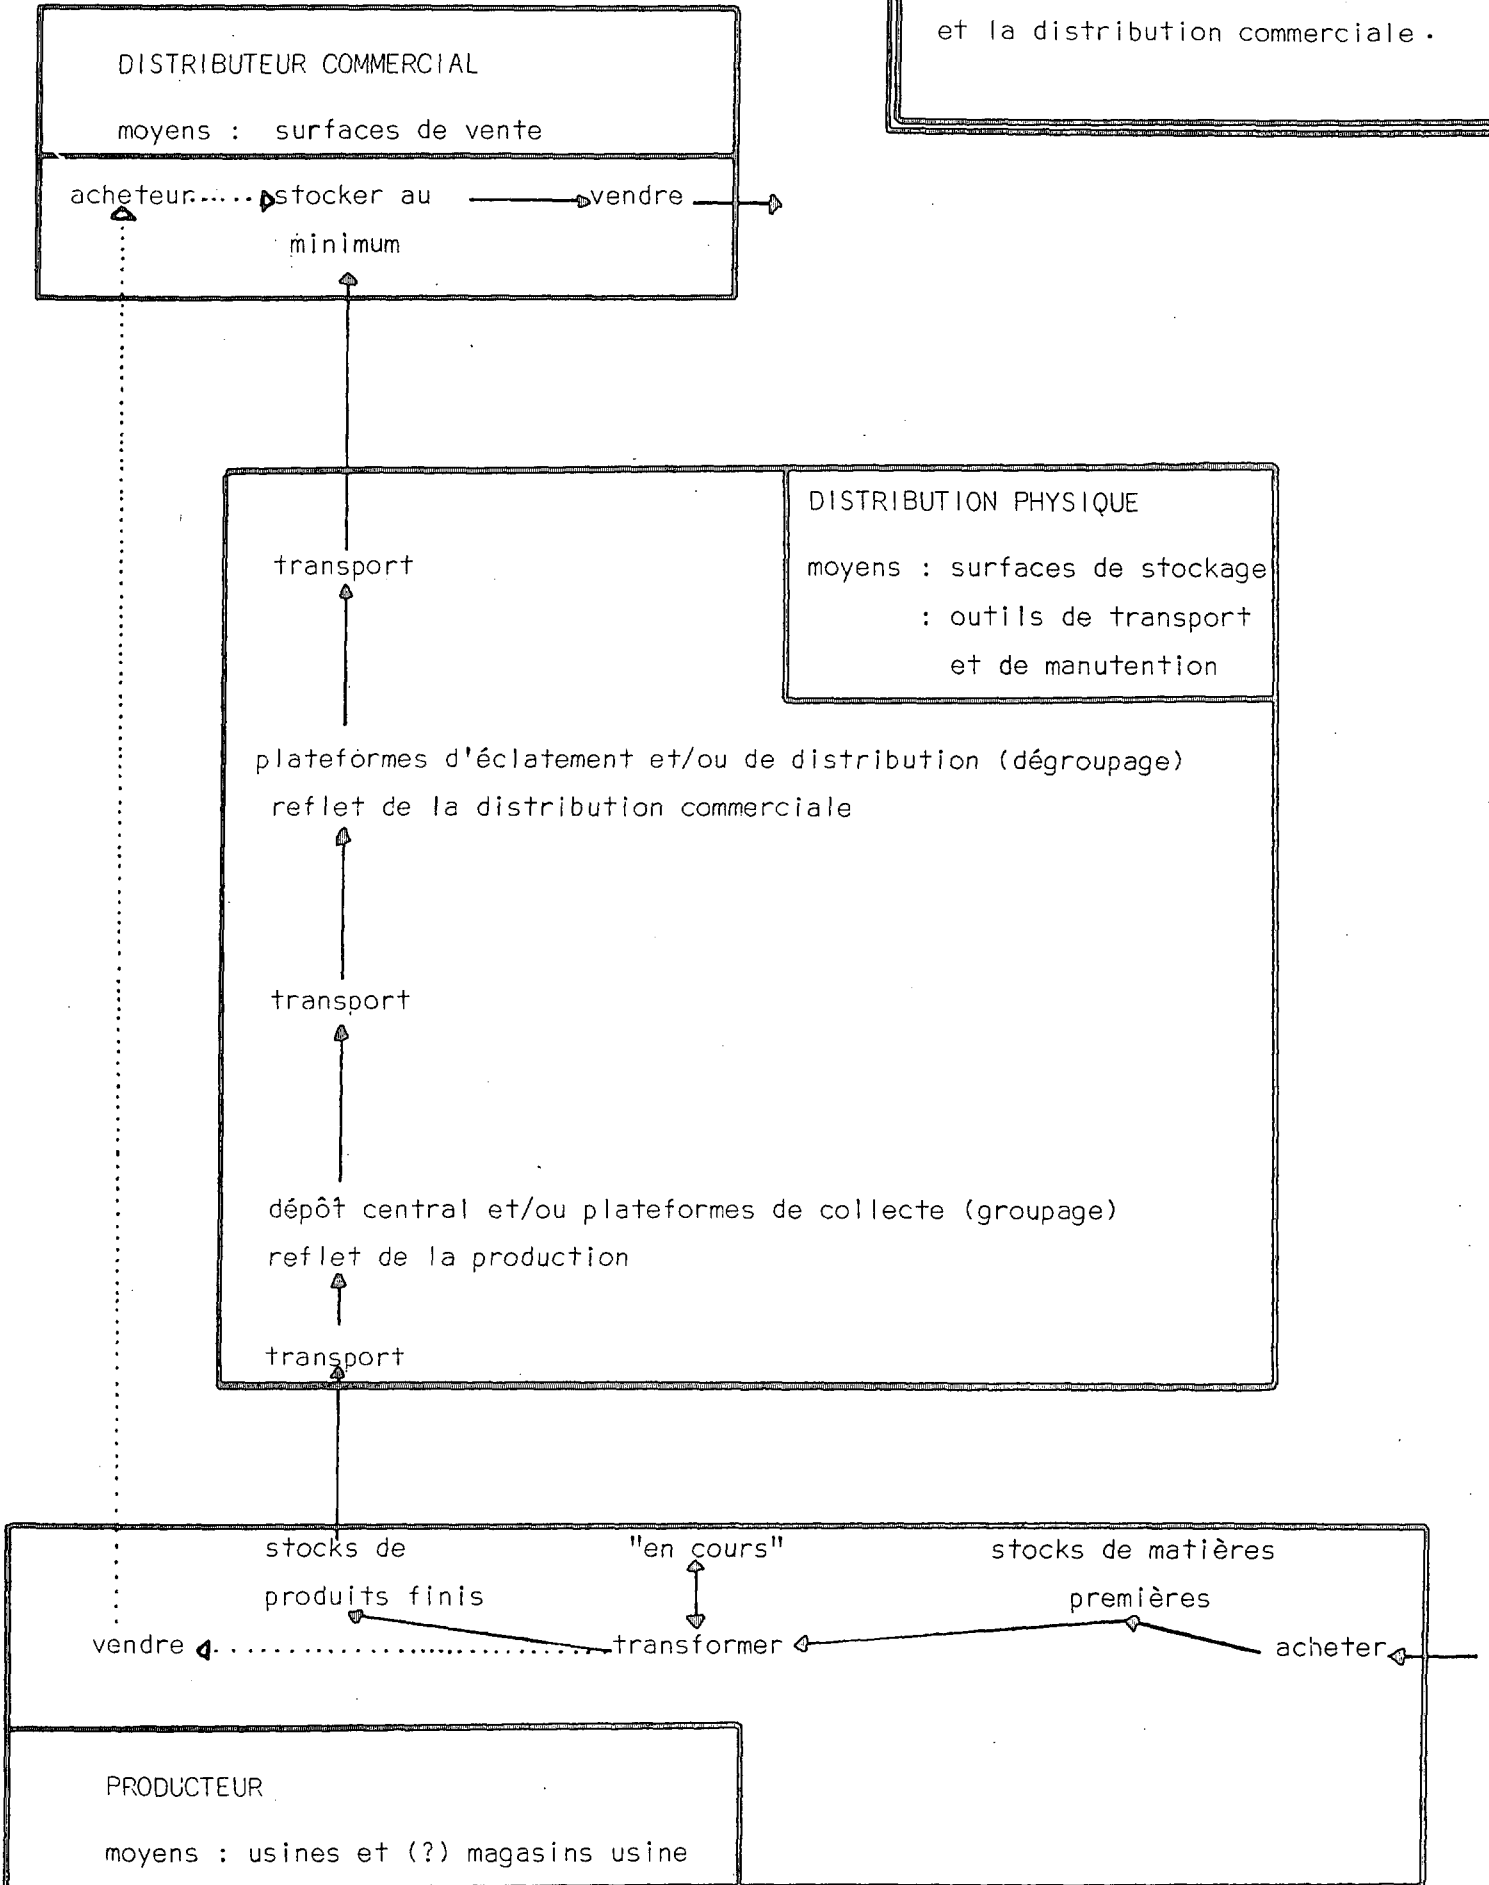 et la distribution commerciale.
DISTRIBUTEUR COMMERCIAL
moyens : surfaces de vente
acheteur stocker au vendre
minimum
DISTRIBUTION PHYSIQUE
moyens : surfaces de stockage
: outils de transport
et de manutention
transport
plateformes d'éclatement et/ou de distribution (dégroupage)
reflet de la distribution commerciale
transport
dépôt central et/ou plateformes de collecte (groupage)
reflet de la production
transport
stocks de
produits finis
"en cours"
stocks de matières
premières
vendre transformer acheter
PRODUCTEUR
moyens : usines et (?) magasins usine